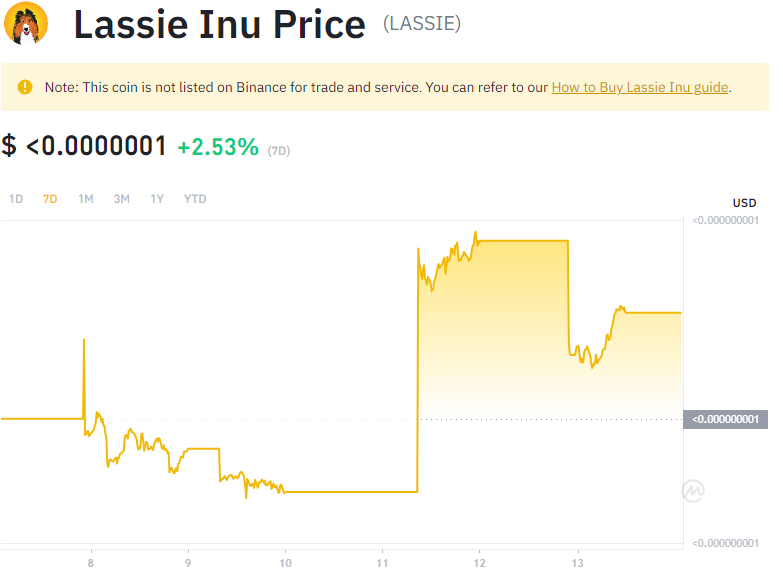 Lassie Inu Price (LASSIE)
Note: This coin is not listed on Binance for trade and service. You can refer to our How to Buy Lassie Inu guide.
$ <0.0000001 +2.53% (7D)
1D 7D 1M 3M 1Y YTD
USD
<0.000000001
<0.000000001
<0.000000001
8 9 10 11 12 13